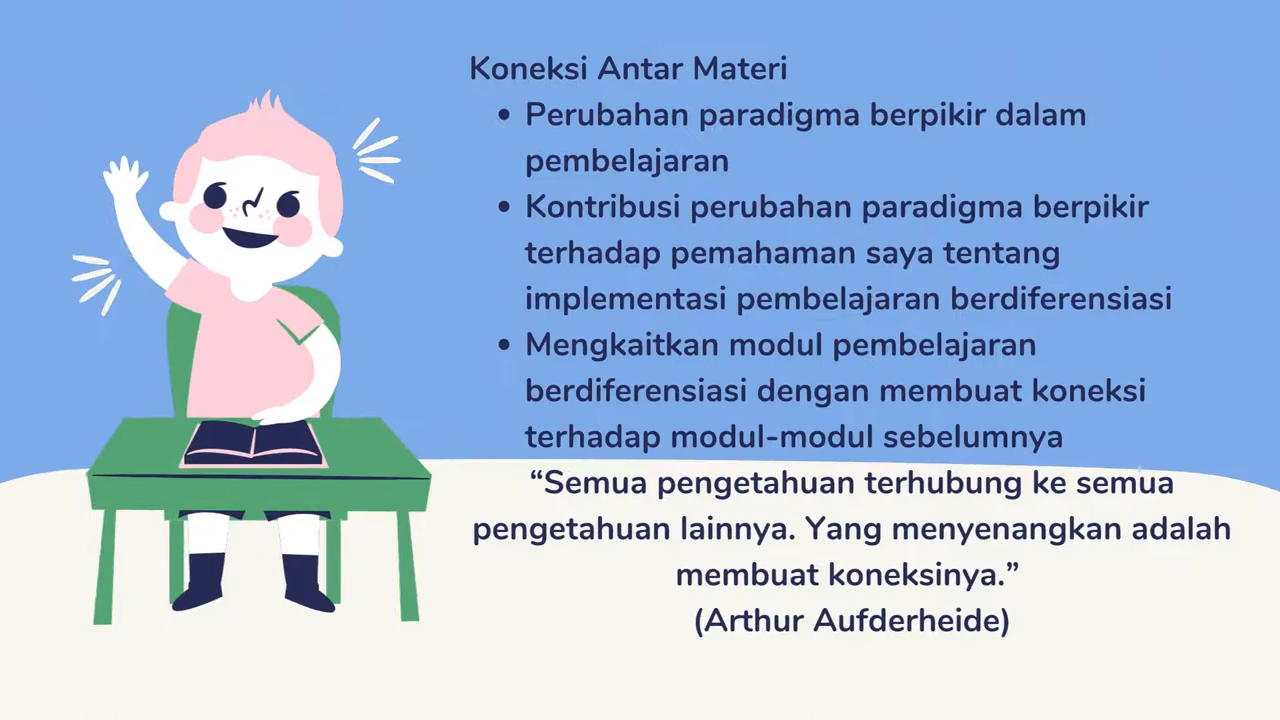 Koneksi Antar Materi
• Perubahan paradigma berpikir dalam
pembelajaran
• Kontribusi perubahan paradigma berpikir
terhadap pemahaman saya tentang
implementasi pembelajaran berdiferensiasi
• Mengkaitkan modul pembelajaran
berdiferensiasi dengan membuat koneksi
terhadap modul-modul sebelumnya
“Semua pengetahuan terhubung ke semua
pengetahuan lainnya. Yang menyenangkan adalah
membuat koneksinya.”
(Arthur Aufderheide)